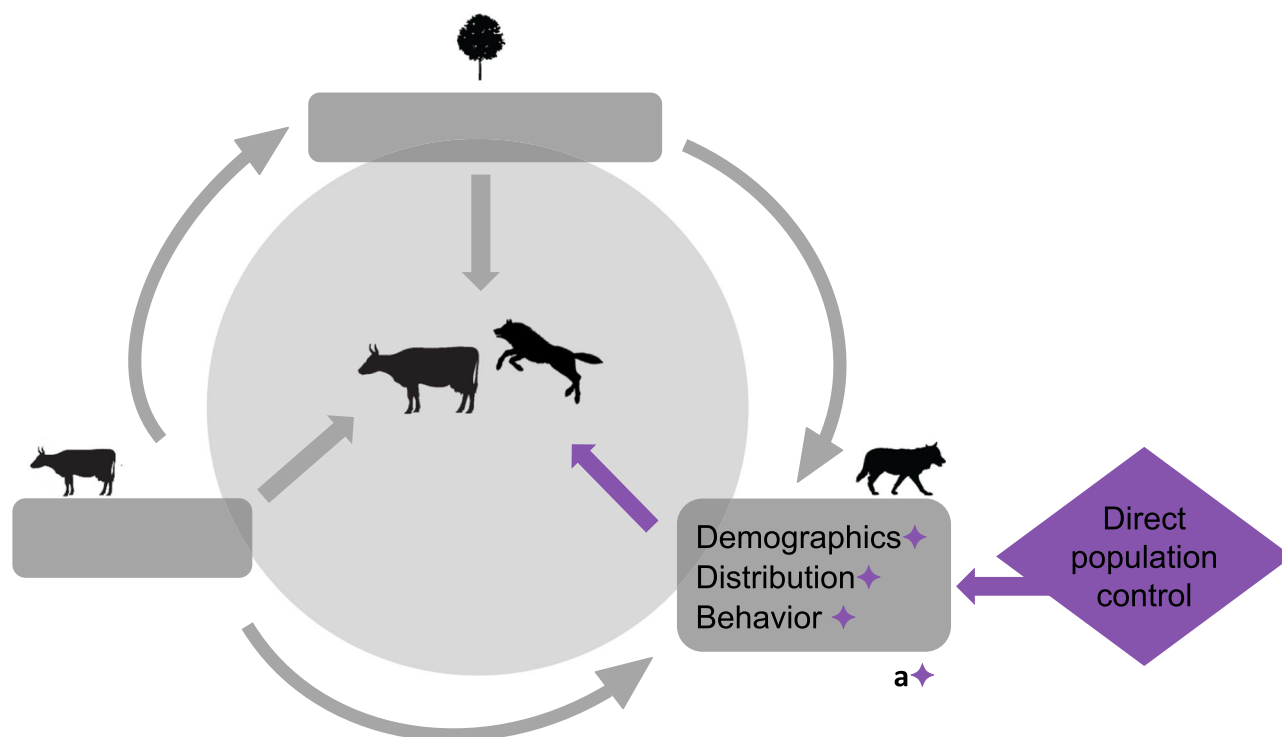 Demographics✦
Distribution✦
Behavior ✦
a✦
Direct
population
control